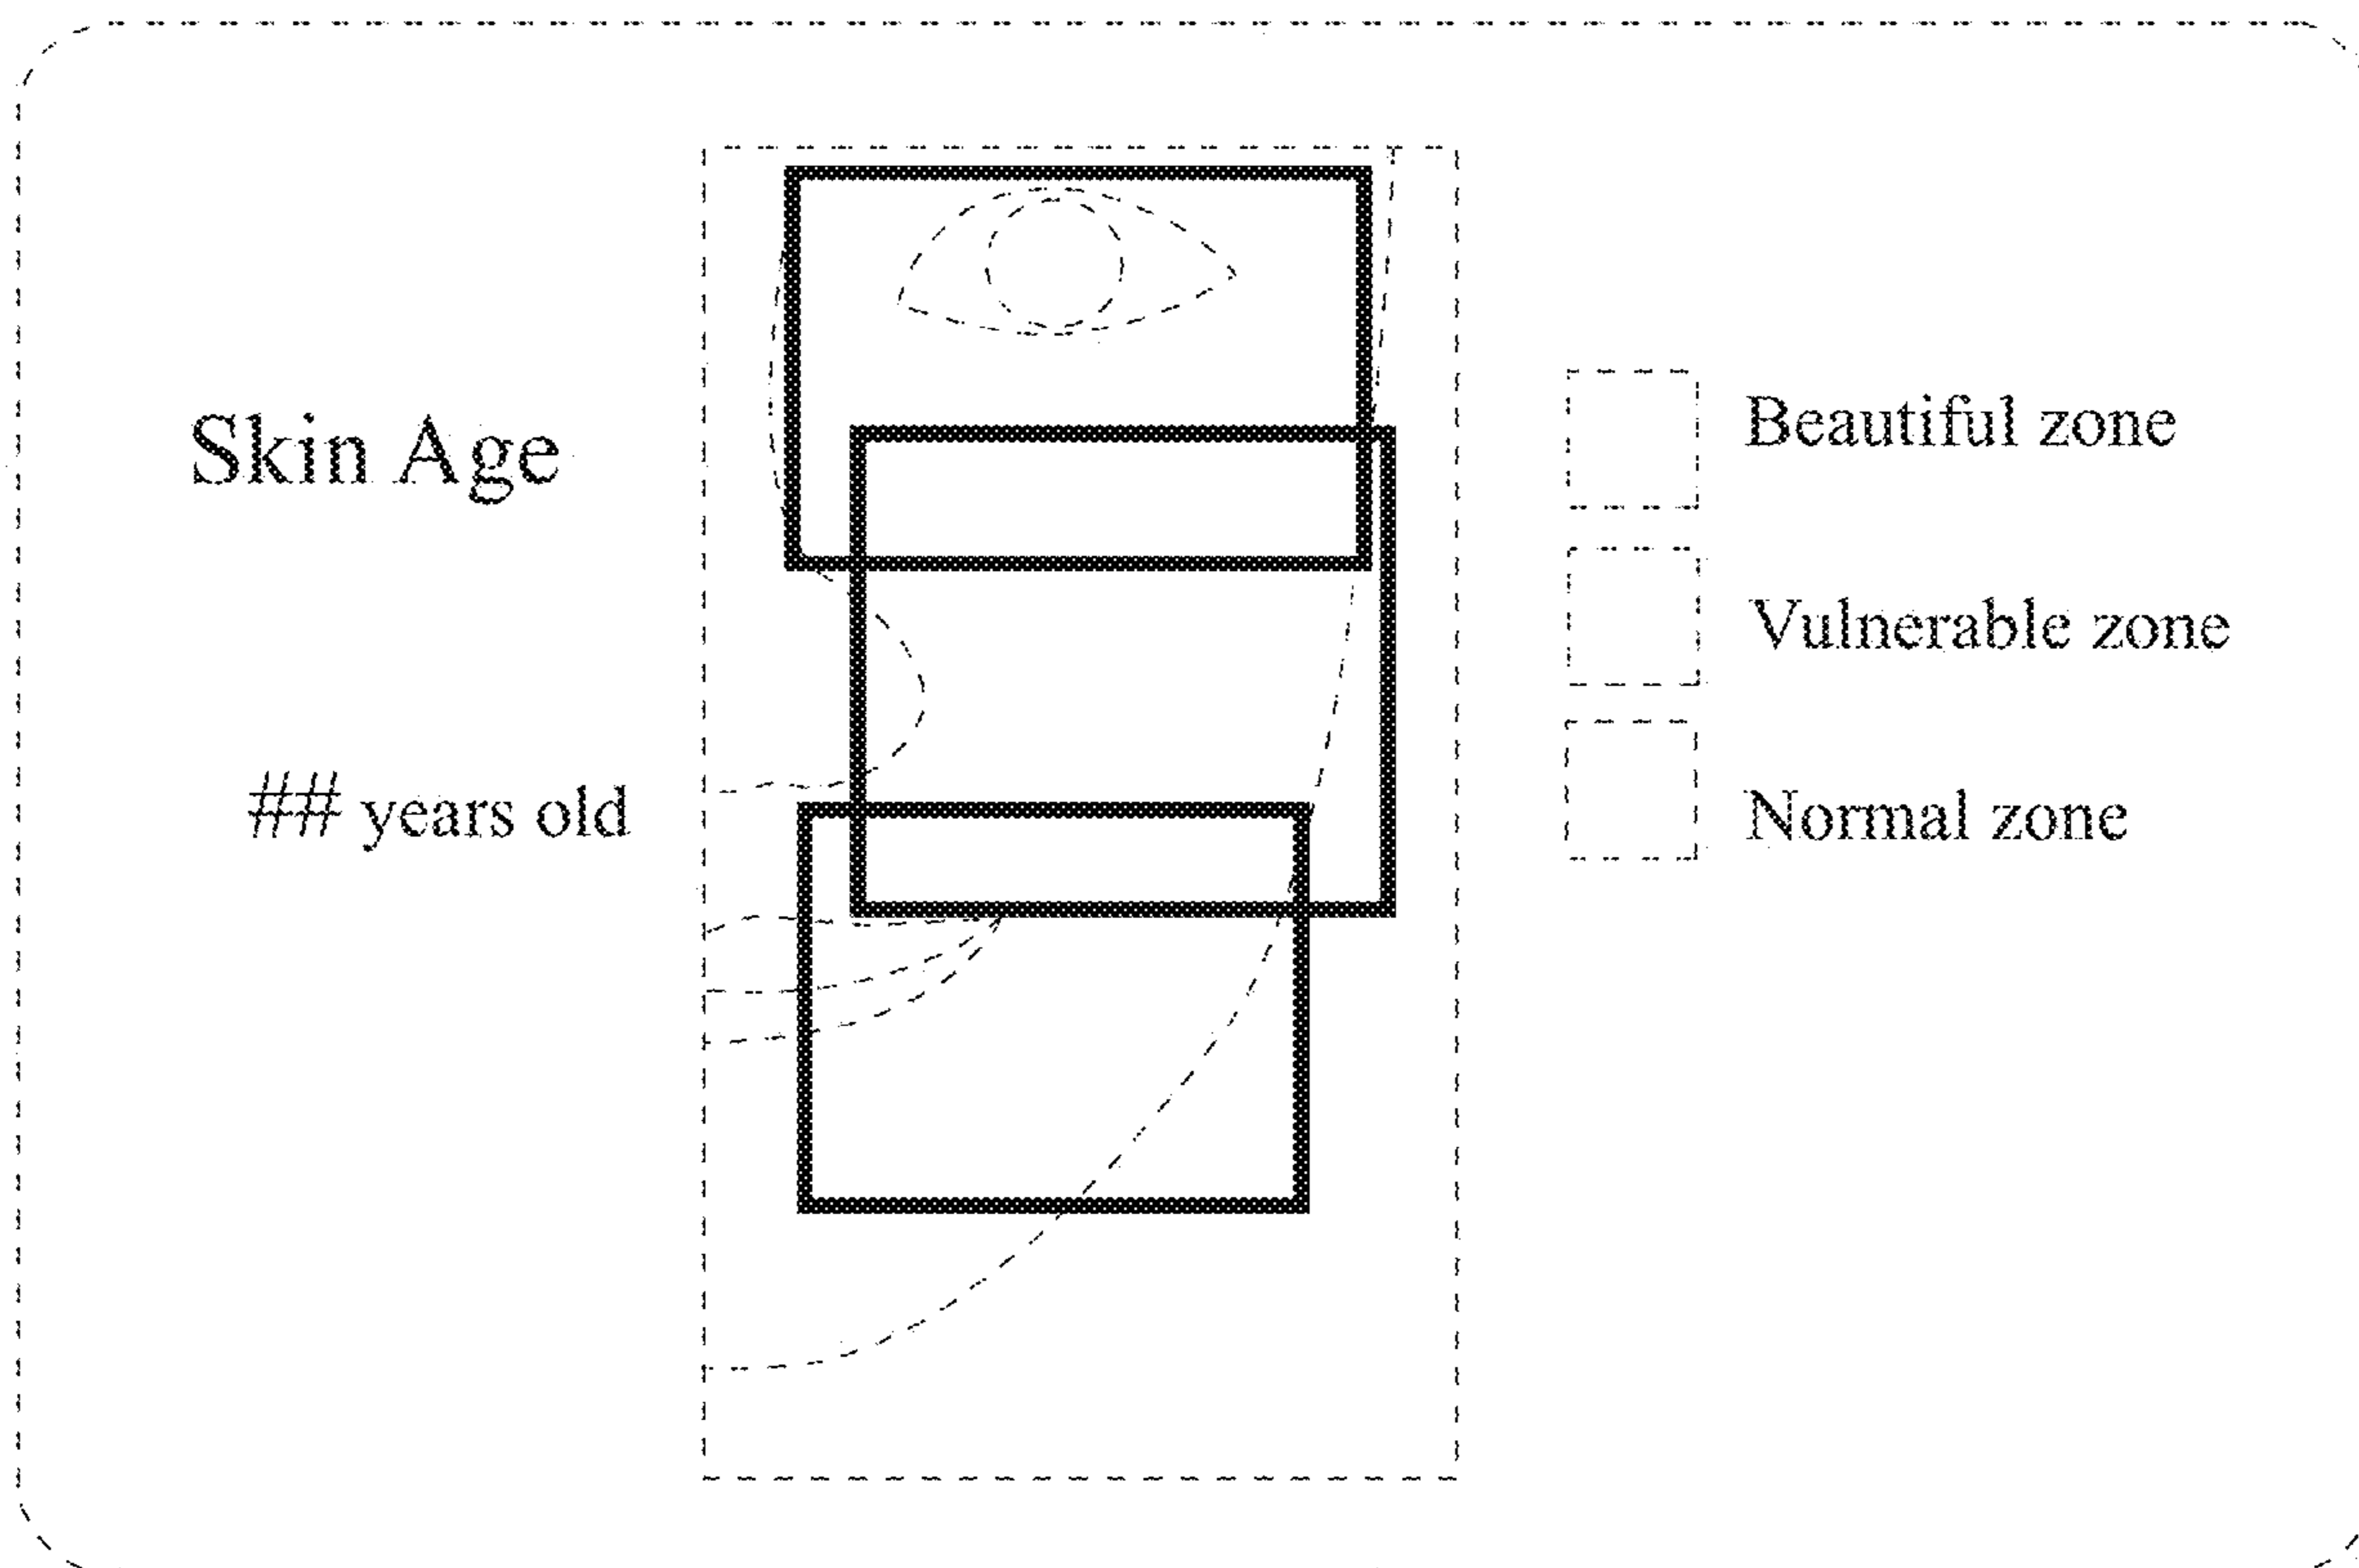 Skin Age
## years old
Beautiful zone
Vulnerable zone
Normal zone